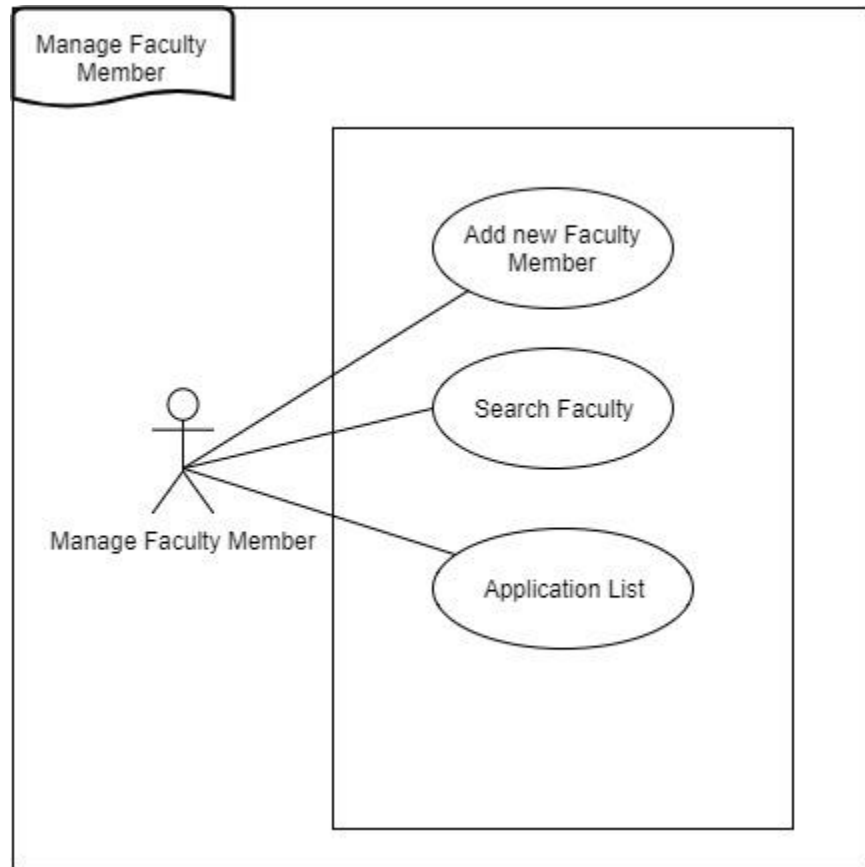 Manage Faculty
Member
Add new Faculty
Member
Search Faculty
Manage Faculty Member
Application List